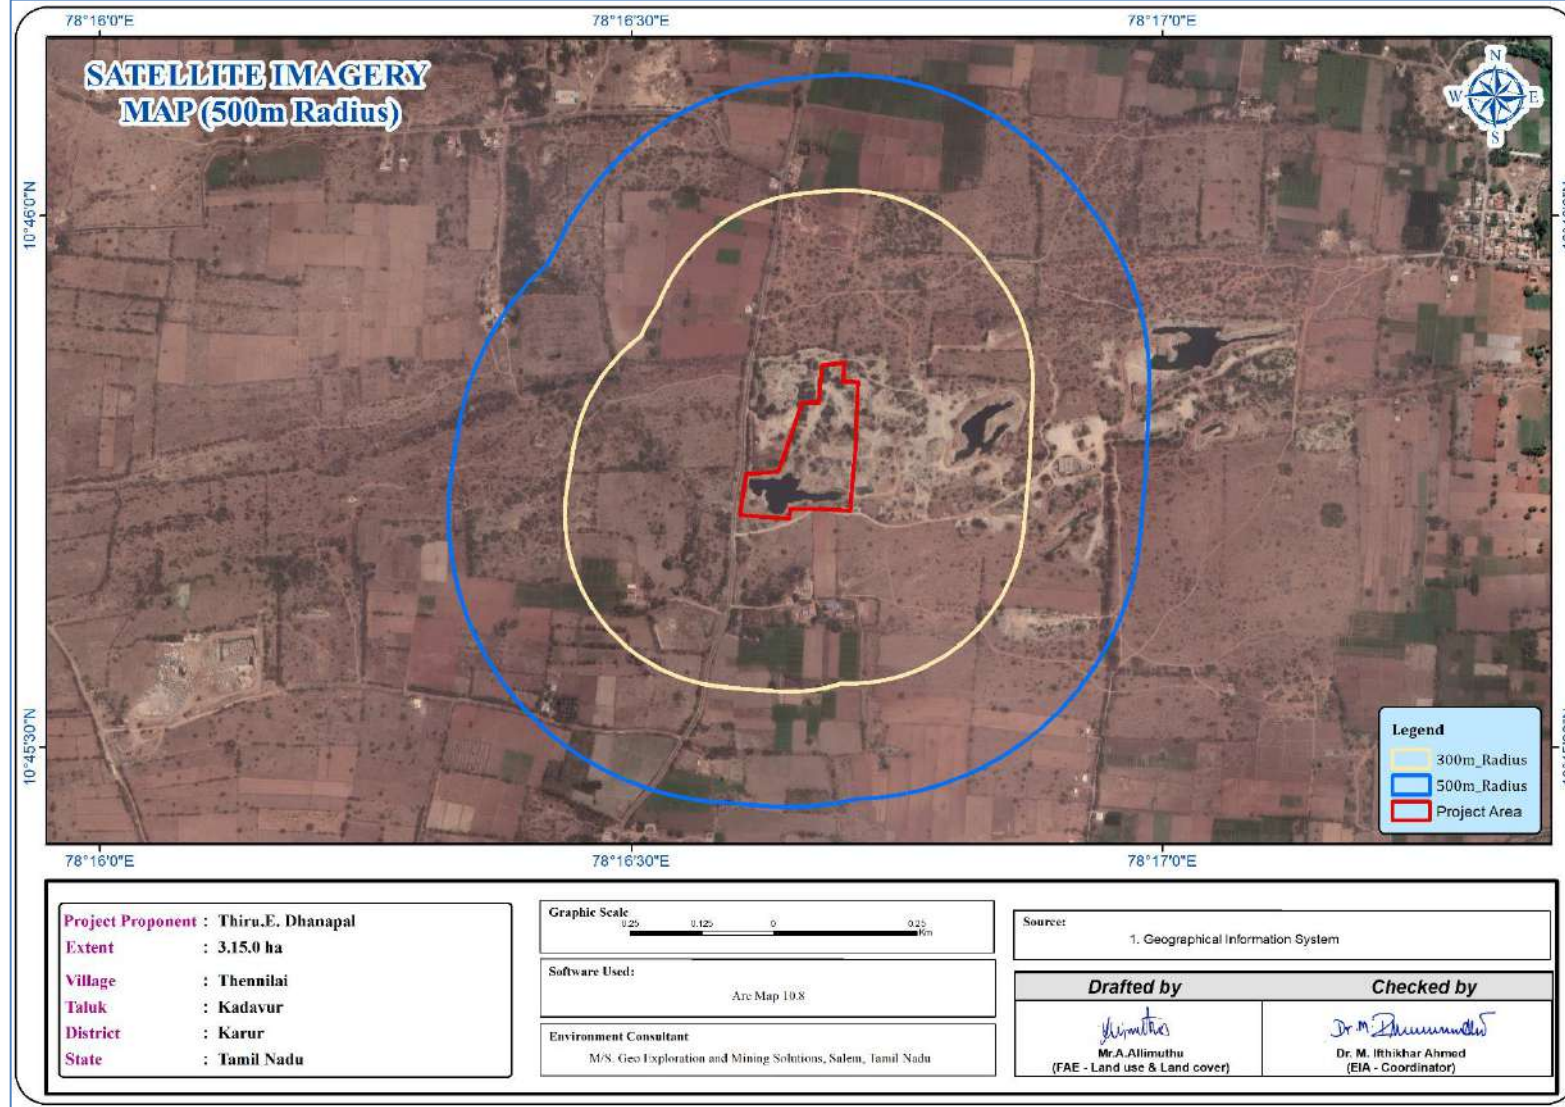 78°16'0"E 78°16'30"E 78°17'0"E
SATELLITE IMAGERY
MAP (500m Radius)
N
W E
S
10°46'0"N
10°45'30"N
Legend
300m_Radius
500m_Radius
Project Area
78°16'0"E 78°16'30"E 78°17'0"E
Project Proponent : Thiru.E. Dhanapal
Extent : 3.15.0 ha
Village : Thennilai
Taluk : Kadavur
District : Karur
State : Tamil Nadu
Graphic Scale
0.25 0.125 0 0.25
Km
Software Used:
Arc Map 10.8
Environment Consultant
M/S. Geo Exploration and Mining Solutions, Salem, Tamil Nadu
Source:
1. Geographical Information System
Drafted by Checked by
Mr.A.Allimuthu
(FAE - Land use & Land cover)
Dr. M. Ifthikhar Ahmed
(EIA - Coordinator)